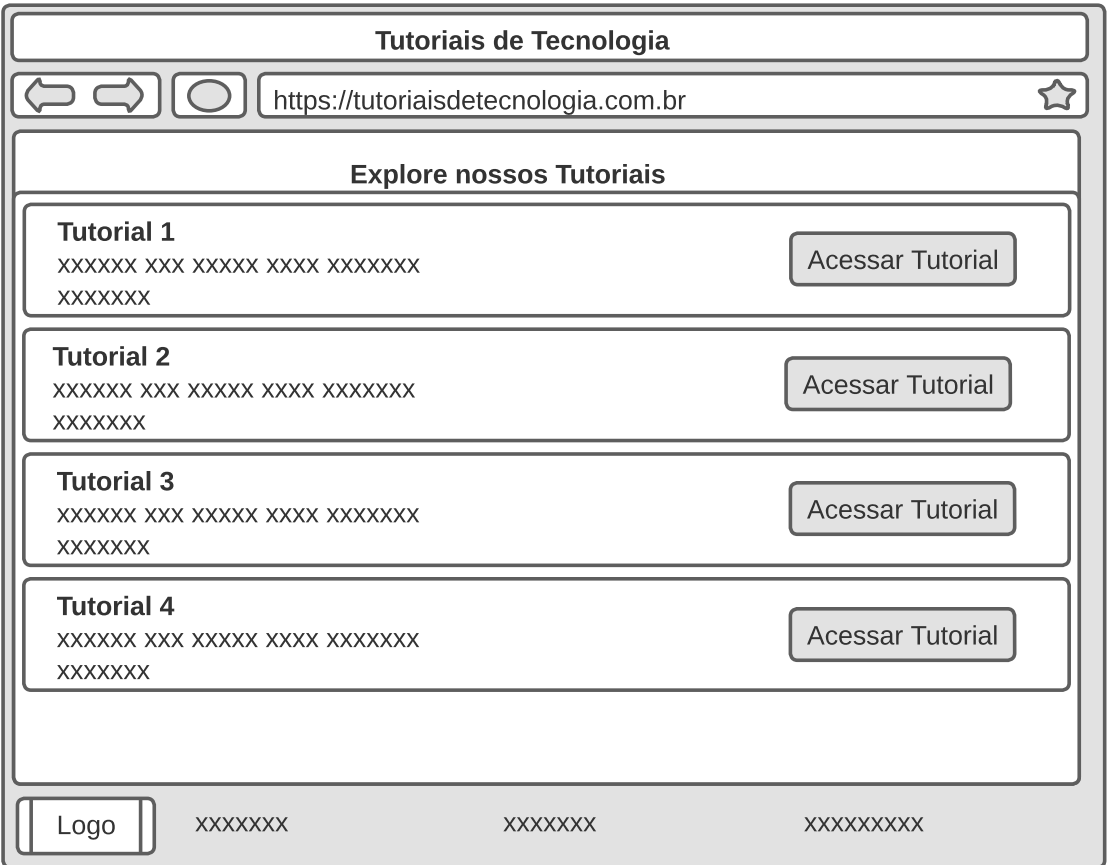 Tutoriais de Tecnologia
https://tutoriaisdetecnologia.com.br
Explore nossos Tutoriais
Tutorial 1
xxxxxx xxx xxxxx xxxx xxxxxxx
xxxxxxx
Acessar Tutorial
Tutorial 2
xxxxxx xxx xxxxx xxxx xxxxxxx
xxxxxxx
Acessar Tutorial
Tutorial 3
xxxxxx xxx xxxxx xxxx xxxxxxx
xxxxxxx
Acessar Tutorial
Tutorial 4
xxxxxx xxx xxxxx xxxx xxxxxxx
xxxxxxx
Acessar Tutorial
Logo xxxxxxx xxxxxxx xxxxxxxxx